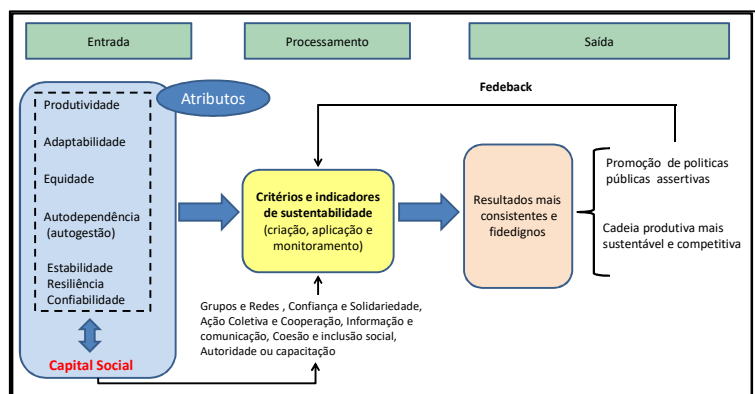 Entrada
Processamento
Saída
Atributos
Produtividade
Adaptabilidade
Equidade
Autodependência
(autogestão)
Estabilidade
Resiliência
Confiabilidade
Capital Social
Critérios e indicadores
de sustentabilidade
(criação, aplicação e
monitoramento)
Grupos e Redes , Confiança e Solidariedade,
Ação Coletiva e Cooperação, Informação e
comunicação, Coesão e inclusão social,
Autoridade ou capacitação
Fedeback
Resultados mais
consistentes e
fidedignos
Promoção de politicas
públicas assertivas
Cadeia produtiva mais
sustentável e competitiva